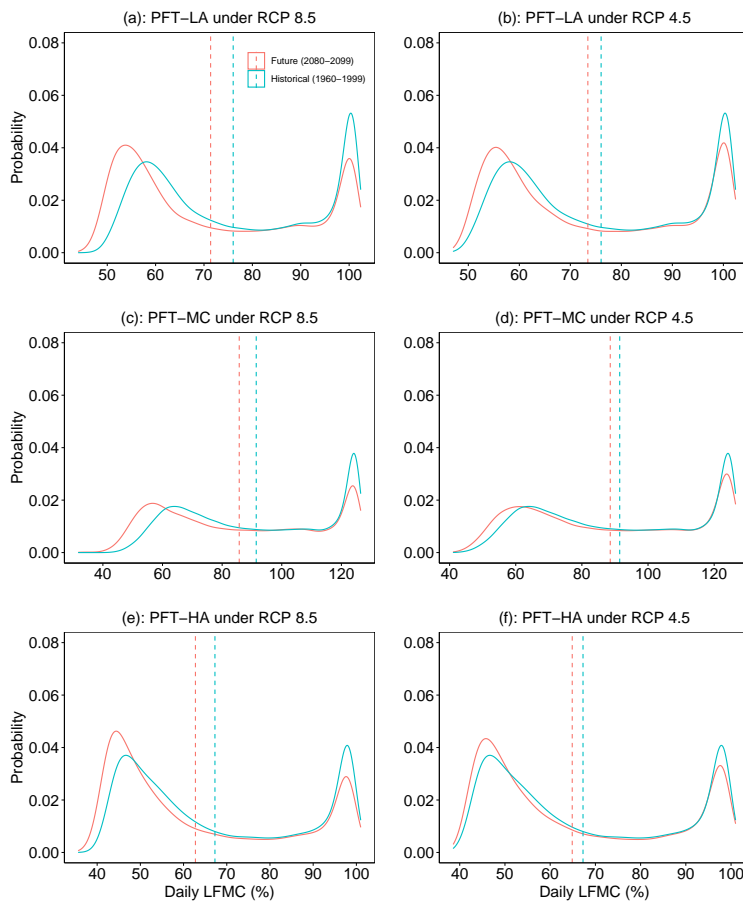 (a): PFT−LA under RCP 8.5
(b): PFT−LA under RCP 4.5
Probability
0.08
0.06
0.04
0.02
0.00
Future (2080−2099)
Historical (1960−1999)
50 60 70 80 90 100
0.08
0.06
0.04
0.02
0.00
50 60 70 80 90 100
(c): PFT−MC under RCP 8.5
(d): PFT−MC under RCP 4.5
Probability
0.08
0.06
0.04
0.02
0.00
40 60 80 100 120
0.08
0.06
0.04
0.02
0.00
40 60 80 100 120
(e): PFT−HA under RCP 8.5
(f): PFT−HA under RCP 4.5
Probability
0.08
0.06
0.04
0.02
0.00
40 50 60 70 80 90 100
Daily LFMC (%)
0.08
0.06
0.04
0.02
0.00
40 50 60 70 80 90 100
Daily LFMC (%)